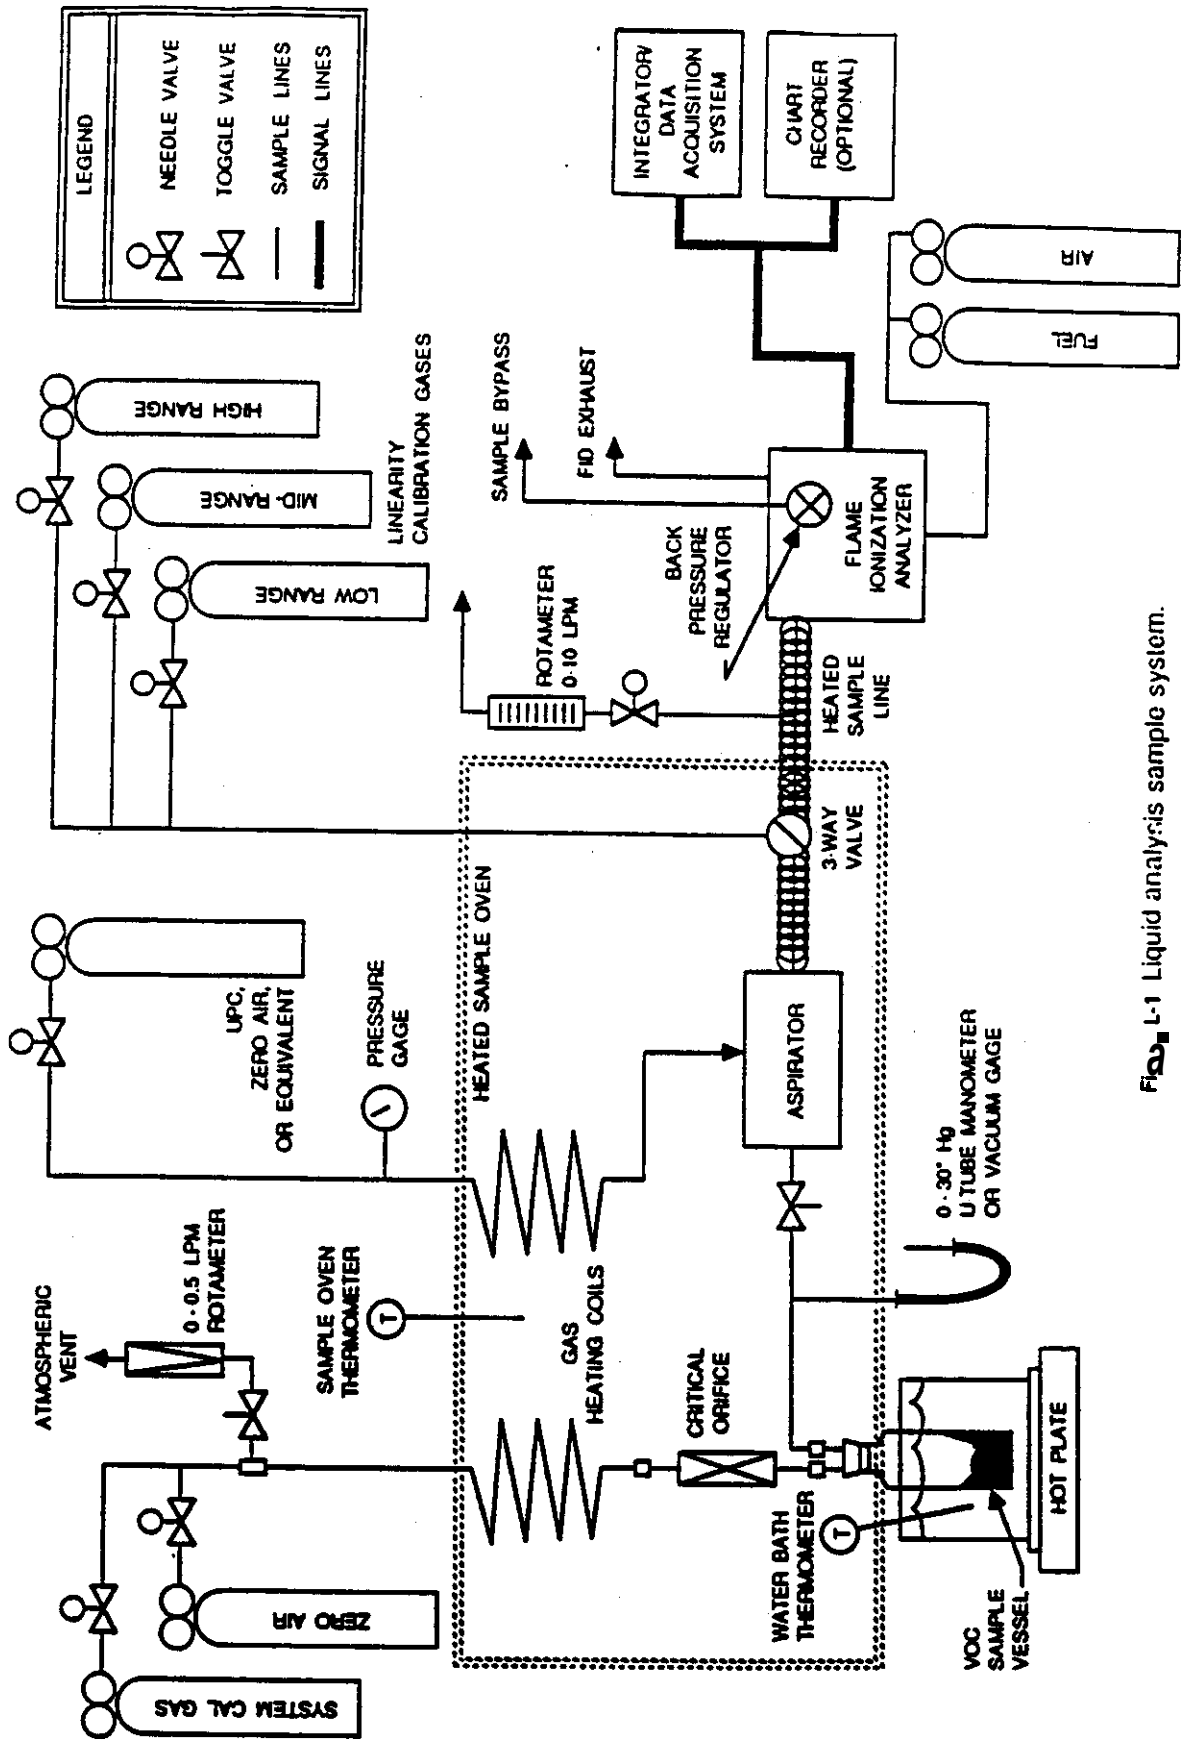 LEGEND
NEEDLE VALVE
TOGGLE VALVE
SAMPLE LINES
SIGNAL LINES
HIGH RANGE
MID-RANGE
LOW RANGE
LINEARITY
CALIBRATION GASES
UPC,
ZERO AIR,
OR EQUIVALENT
PRESSURE
GAGE
ATMOSPHERIC
VENT
0-0.5 LPM
ROTAMETER
SYSTEM CAL GAS
ZERO AIR
SAMPLE OVEN
THERMOMETER
HEATED SAMPLE OVEN
GAS
HEATING COILS
CRITICAL
ORIFICE
WATER BATH
THERMOMETER
T
T
VOC
SAMPLE
VESSEL
HOT PLATE
0-30" Hg
U-TUBE MANOMETER
OR VACUUM GAGE
ASPIRATOR
3-WAY
VALVE
HEATED
SAMPLE
LINE
ROTAMETER
0-10 LPM
BACK
PRESSURE
REGULATOR
SAMPLE BYPASS
FID EXHAUST
FLAME
IONIZATION
ANALYZER
INTEGRATOR/
DATA
ACQUISITION
SYSTEM
CHART
RECORDER
(OPTIONAL)
FUEL
AIR
L-1 Liquid analysis sample system.